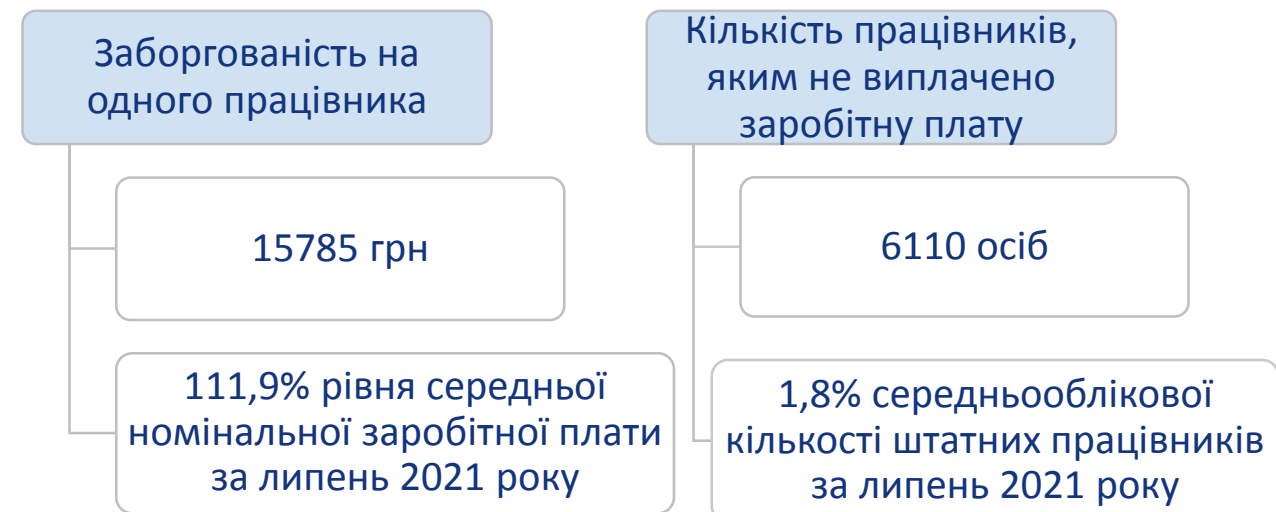 Заборгованість на
одного працівника
15785 грн
111,9% рівня середньої
номінальної заробітної плати
за липень 2021 року
Кількість працівників,
яким не виплачено
заробітну плату
6110 осіб
1,8% середньооблікової
кількості штатних працівників
за липень 2021 року